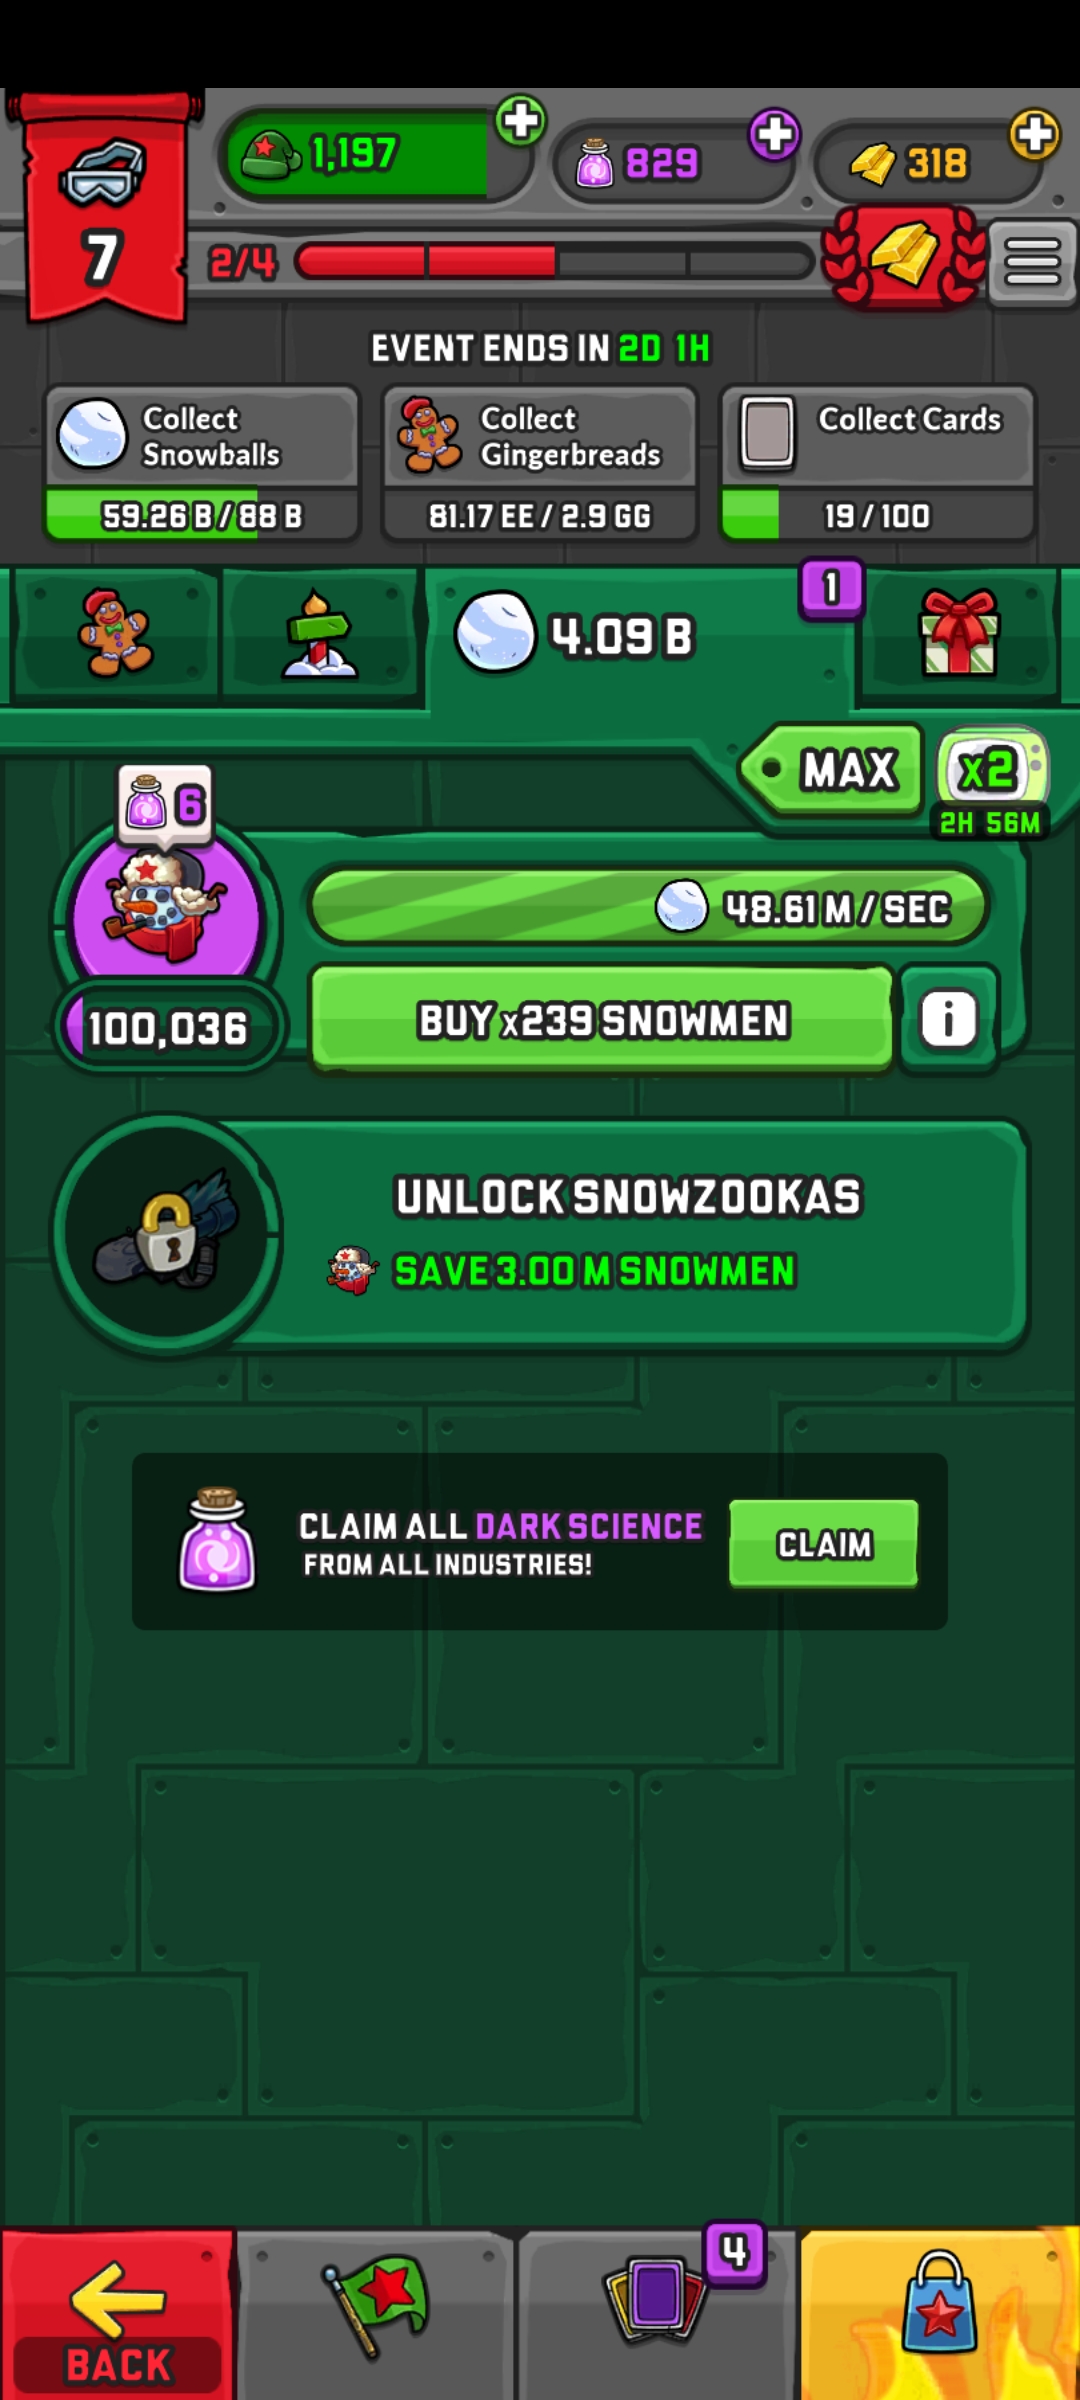 1,197
829
318
7
2/4
EVENT ENDS IN 2D 1H
Collect
Snowballs
59.26 B / 88 B
Collect
Gingerbreads
81.17 EE / 2.9 GG
Collect Cards
19 / 100
4.09 B
1
MAX
x2
2H 56M
6
48.61 M / SEC
100,036
BUY x239 SNOWMEN
i
UNLOCK SNOWZOOKAS
SAVE 3.00 M SNOWMEN
CLAIM ALL DARK SCIENCE
FROM ALL INDUSTRIES!
CLAIM
4
BACK